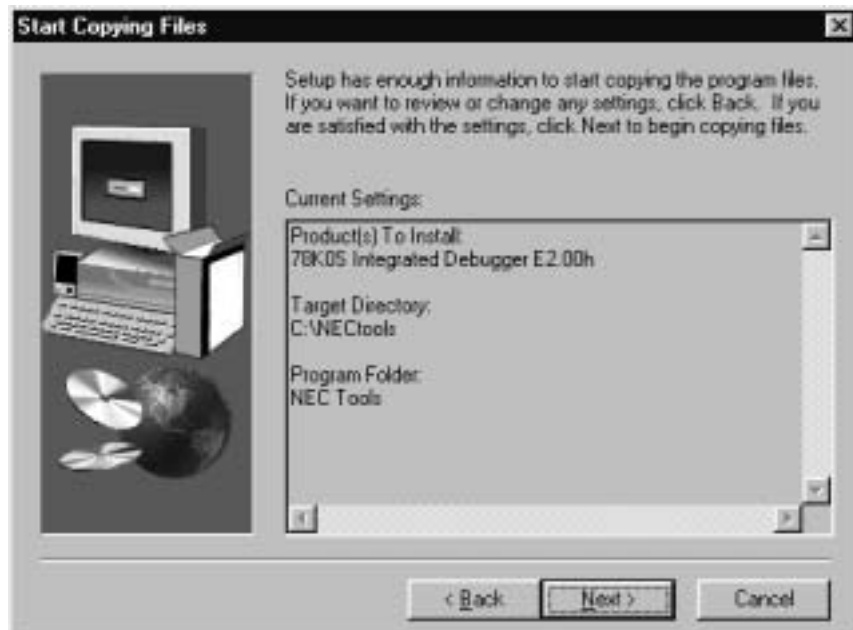 Start Copying Files
Setup has enough information to start copying the program files.
If you want to review or change any settings, click Back. If you
are satisfied with the settings, click Next to begin copying files.
Current Settings:
Product(s) To Install:
78K0S Integrated Debugger E2.00h
Target Directory:
C:\NECtools
Program Folder:
NEC Tools
< Back
Next >
Cancel